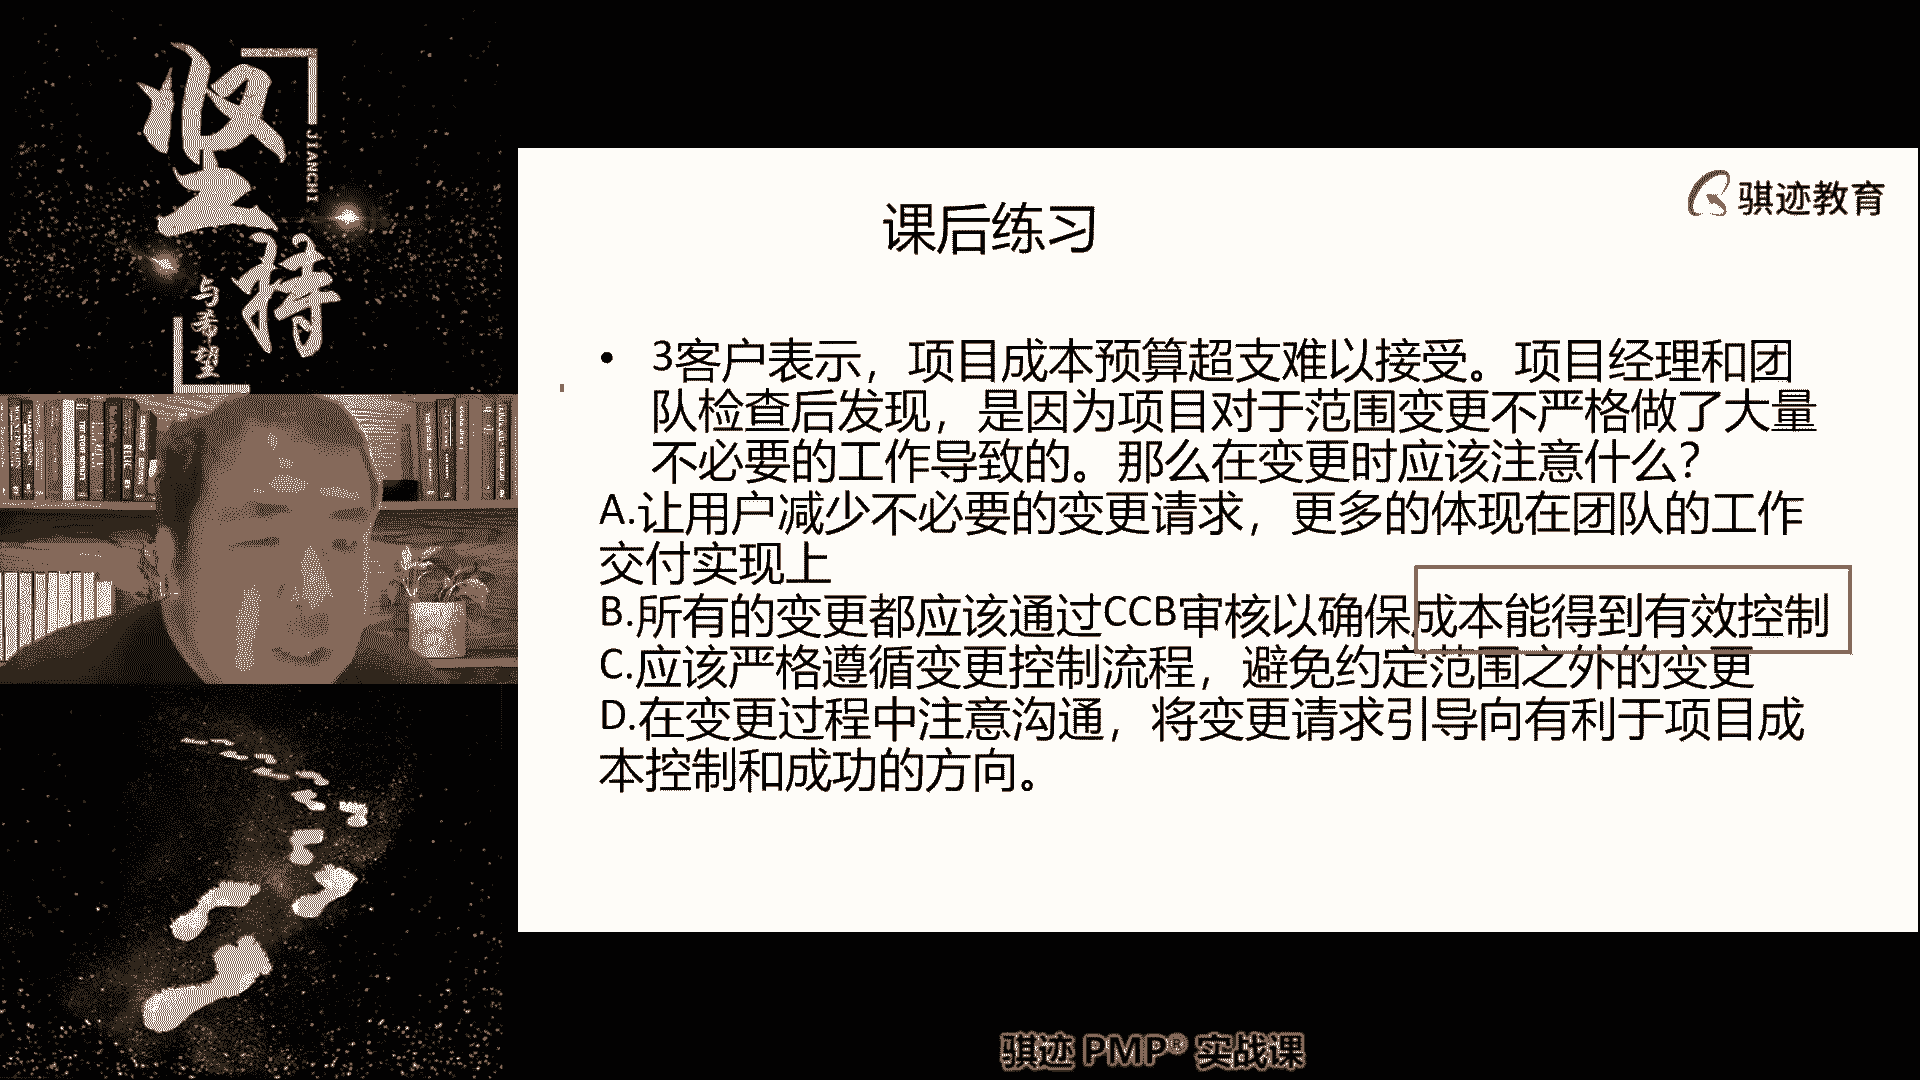 坚持
JIANCHI
与希望
骐迹教育
课后练习
• 3客户表示，项目成本预算超支难以接受。项目经理和团
队检查后发现，是因为项目对于范围变更不严格做了大量
不必要的工作导致的。那么在变更时应该注意什么？
A.让用户减少不必要的变更请求，更多的体现在团队的工作
交付实现上
B.所有的变更都应该通过CCB审核以确保成本能得到有效控制
C.应该严格遵循变更控制流程，避免约定范围之外的变更
D.在变更过程中注意沟通，将变更请求引导向有利于项目成
本控制和成功的方向。
骐迹 PMP® 实战课